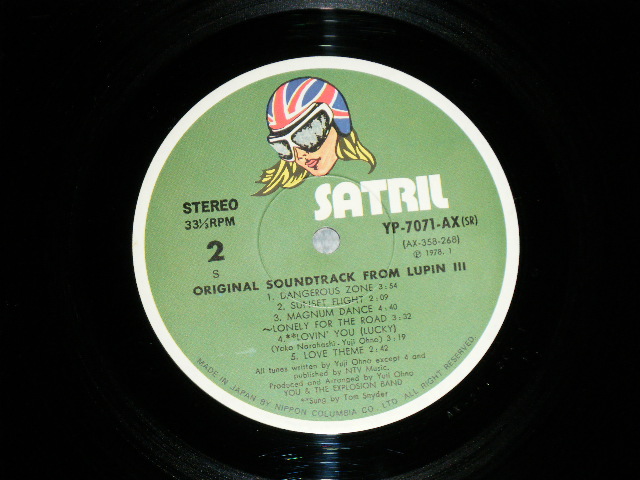 SATRIL
STEREO
33⅓RPM
YP-7071-AX(SR)
(AX-358-268)
2
Ⓟ 1978. 1
S
ORIGINAL SOUNDTRACK FROM LUPIN III
1. DANGEROUS ZONE 3:54
2. SUNSET FLIGHT 2:09
3. MAGNUM DANCE 4:40
~LONELY FOR THE ROAD 3:32
4.**LOVIN' YOU (LUCKY)
(Yoko Narahashi - Yuji Ohno) 3:19
5. LOVE THEME 2:42
All tunes written by Yuji Ohno except 4 and
published by NTV Music.
Produced and Arranged by Yuji Ohno
YOU & THE EXPLOSION BAND
**Sung by Tom Snyder
MADE IN JAPAN BY NIPPON COLUMBIA CO. LTD. ALL RIGHT RESERVED